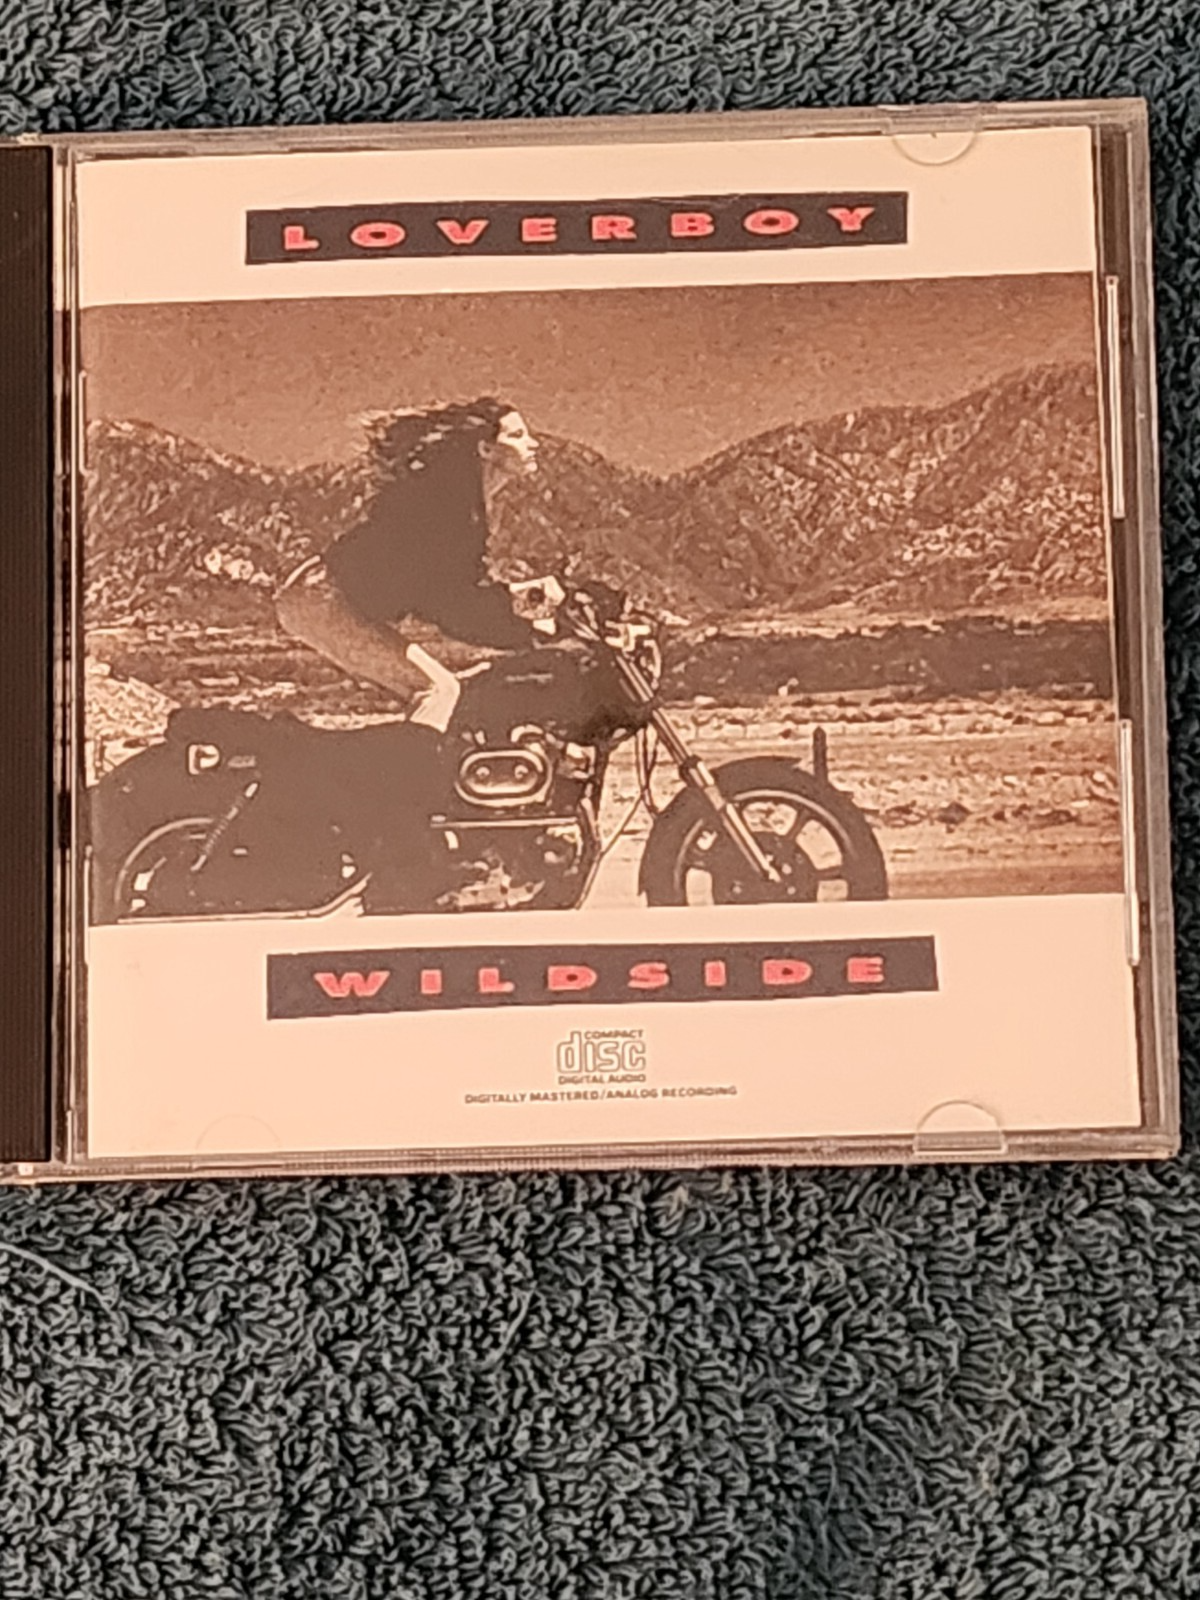 LOVERBOY
WILDSIDE
COMPACT
disc
DIGITAL AUDIO
DIGITALLY MASTERED/ANALOG RECORDING